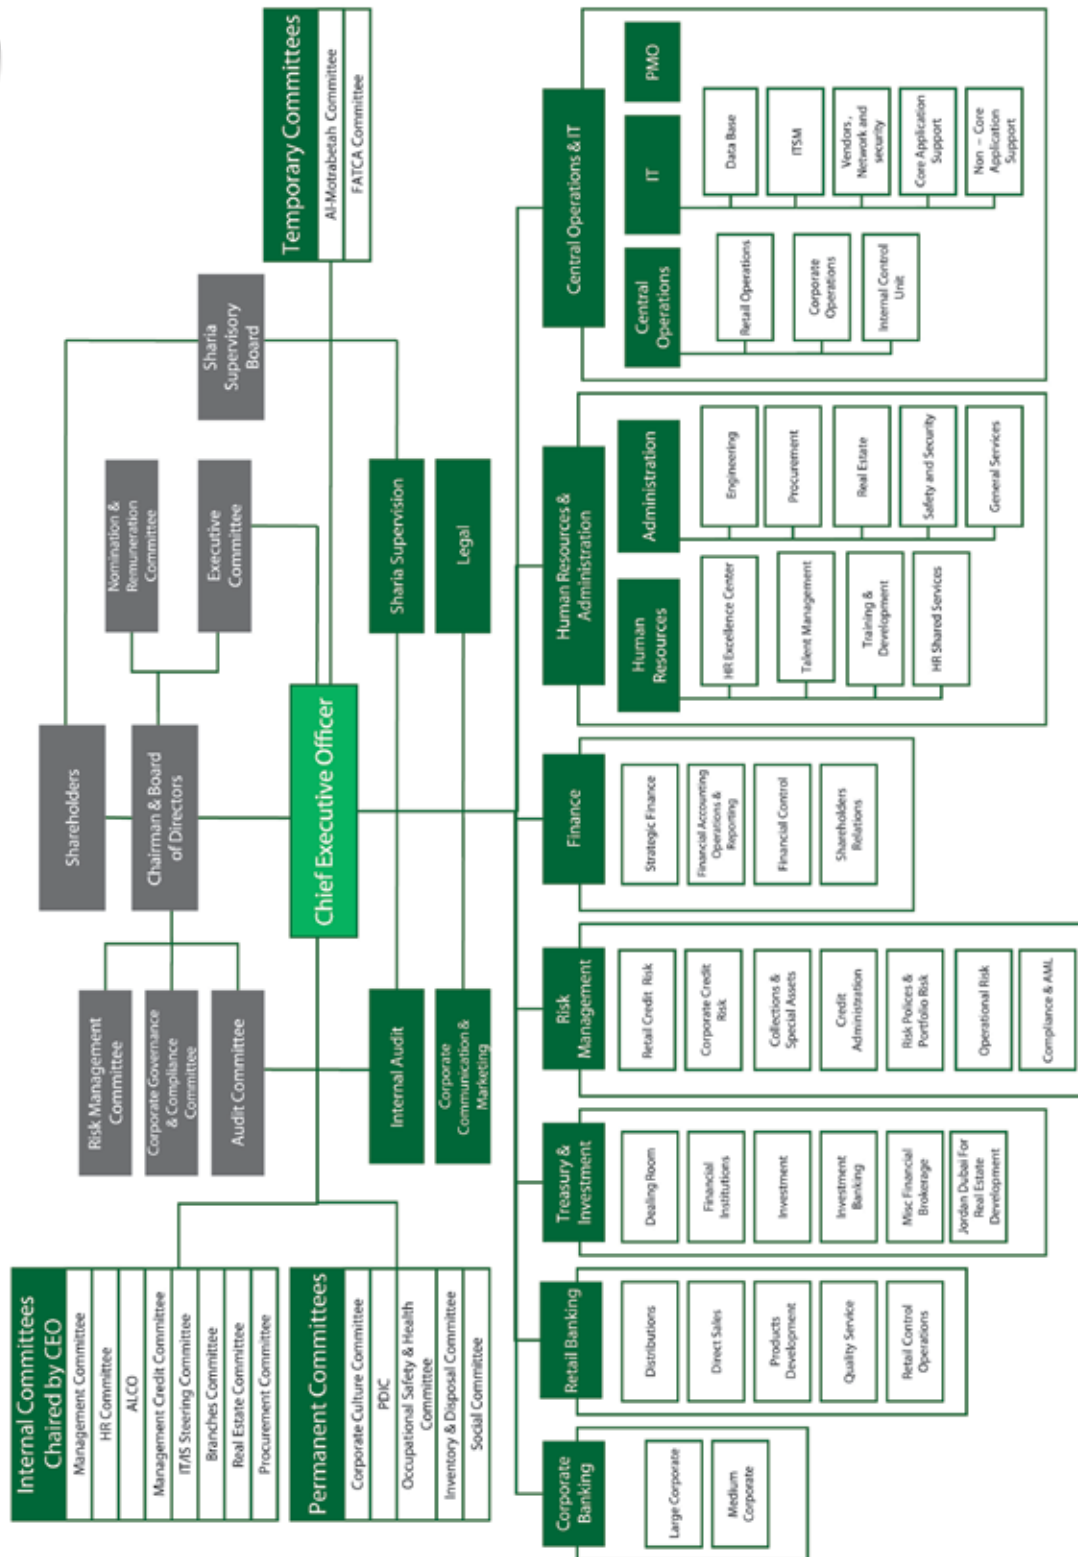 Shareholders
Chairman & Board
of Directors
Nomination &
Remuneration
Committee
Executive
Committee
Sharia
Supervisory
Board
Risk Management
Committee
Corporate Governance
& Compliance
Committee
Audit Committee
Chief Executive Officer
Internal Committees
Chaired by CEO
Management Committee
HR Committee
ALCO
Management Credit Committee
IT/IS Steering Committee
Branches Committee
Real Estate Committee
Procurement Committee
Permanent Committees
Corporate Culture Committee
PDIC
Occupational Safety & Health
Committee
Inventory & Disposal Committee
Social Committee
Temporary Committees
Al-Motrabetah Committee
FATCA Committee
Internal Audit
Sharia Supervision
Corporate
Communication &
Marketing
Legal
Corporate
Banking
Large Corporate
Medium
Corporate
Retail Banking
Distributions
Direct Sales
Products
Development
Quality Service
Retail Control
Operations
Treasury &
Investment
Dealing Room
Financial
Institutions
Investment
Investment
Banking
Misc Financial
Brokerage
Jordan Dubai For
Real Estate
Development
Risk
Management
Retail Credit Risk
Corporate Credit
Risk
Collections &
Special Assets
Credit
Administration
Risk Polices &
Portfolio Risk
Operational Risk
Compliance & AML
Finance
Strategic Finance
Financial Accounting
Operations &
Reporting
Financial Control
Shareholders
Relations
Human Resources &
Administration
Human
Resources
HR Excellence Center
Talent Management
Training &
Development
HR Shared Services
Administration
Engineering
Procurement
Real Estate
Safety and Security
General Services
Central Operations & IT
Central
Operations
Retail Operations
Corporate
Operations
Internal Control
Unit
IT
Data Base
ITSM
Vendors,
Network and
security
Core Application
Support
Non - Core
Application
Support
PMO